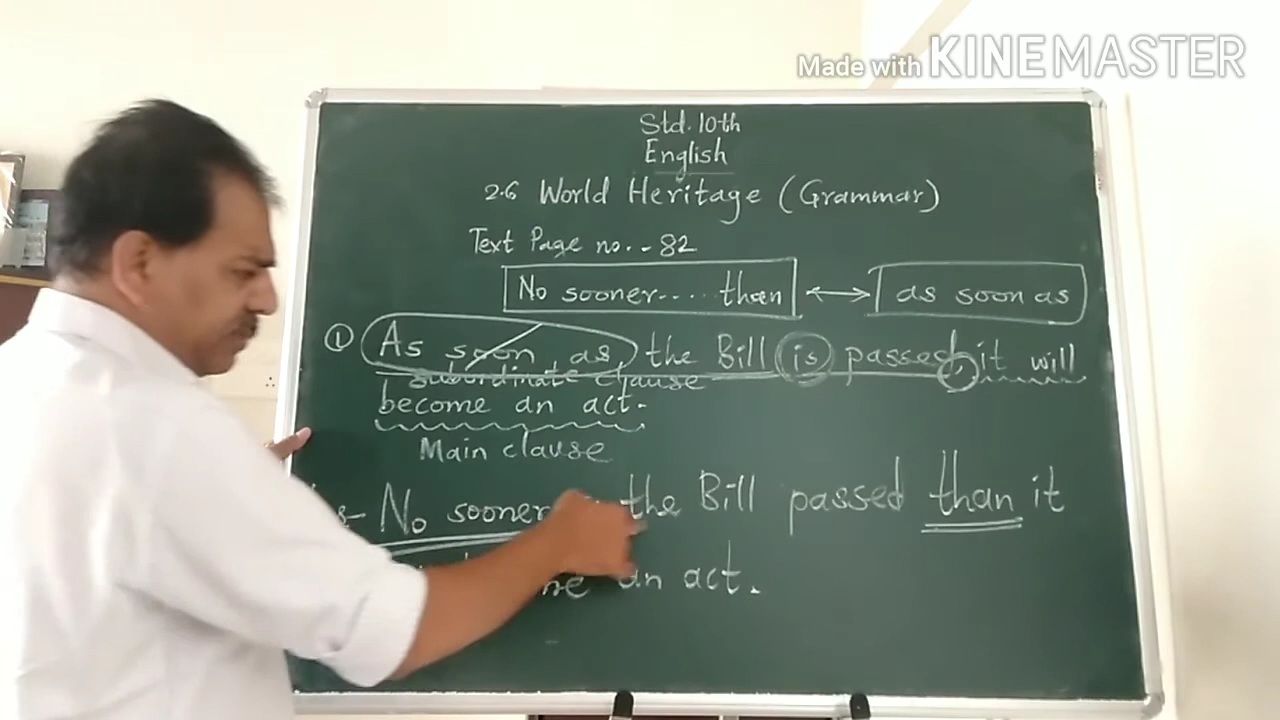 Made with KINEMASTER
Std. 10th
English
2.6 World Heritage (Grammar)
Text Page no. - 82
No sooner..... than ↔ as soon as
① As soon as the Bill is passed, it will
subordinate clause
become an act.
Main clause
No sooner the Bill passed than it
an act.